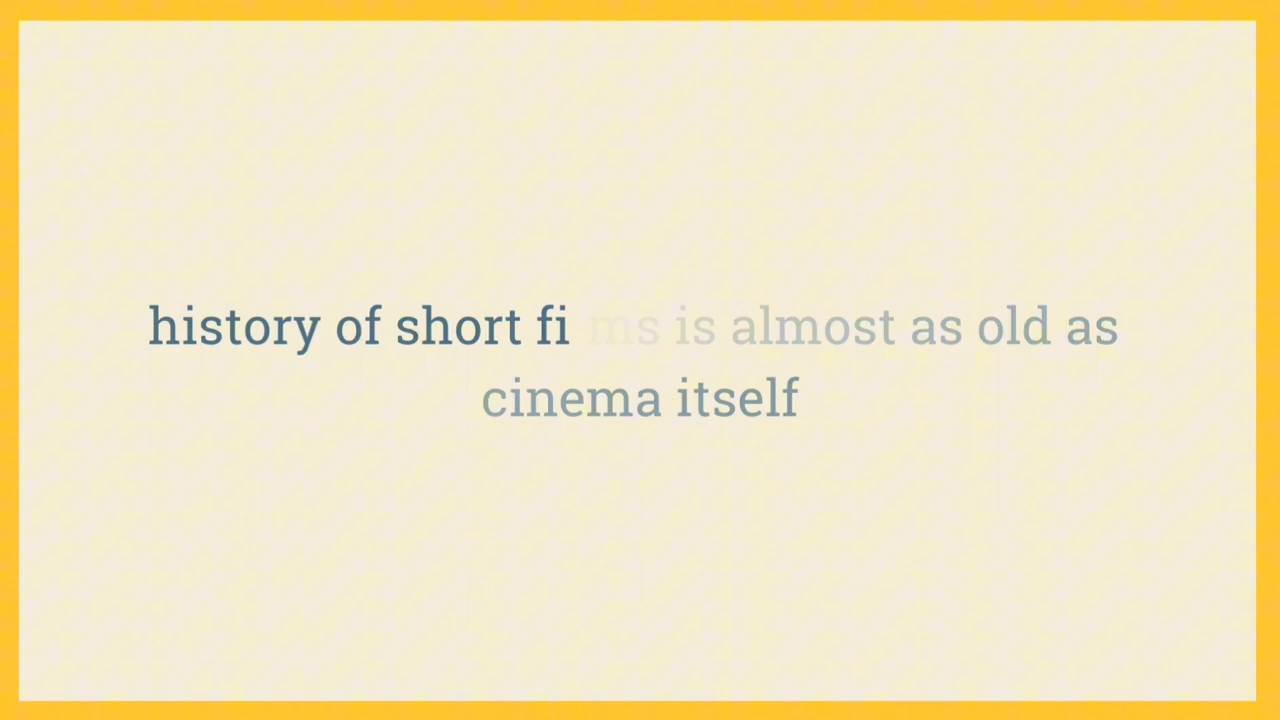 history of short fi ms is almost as old as
cinema itself